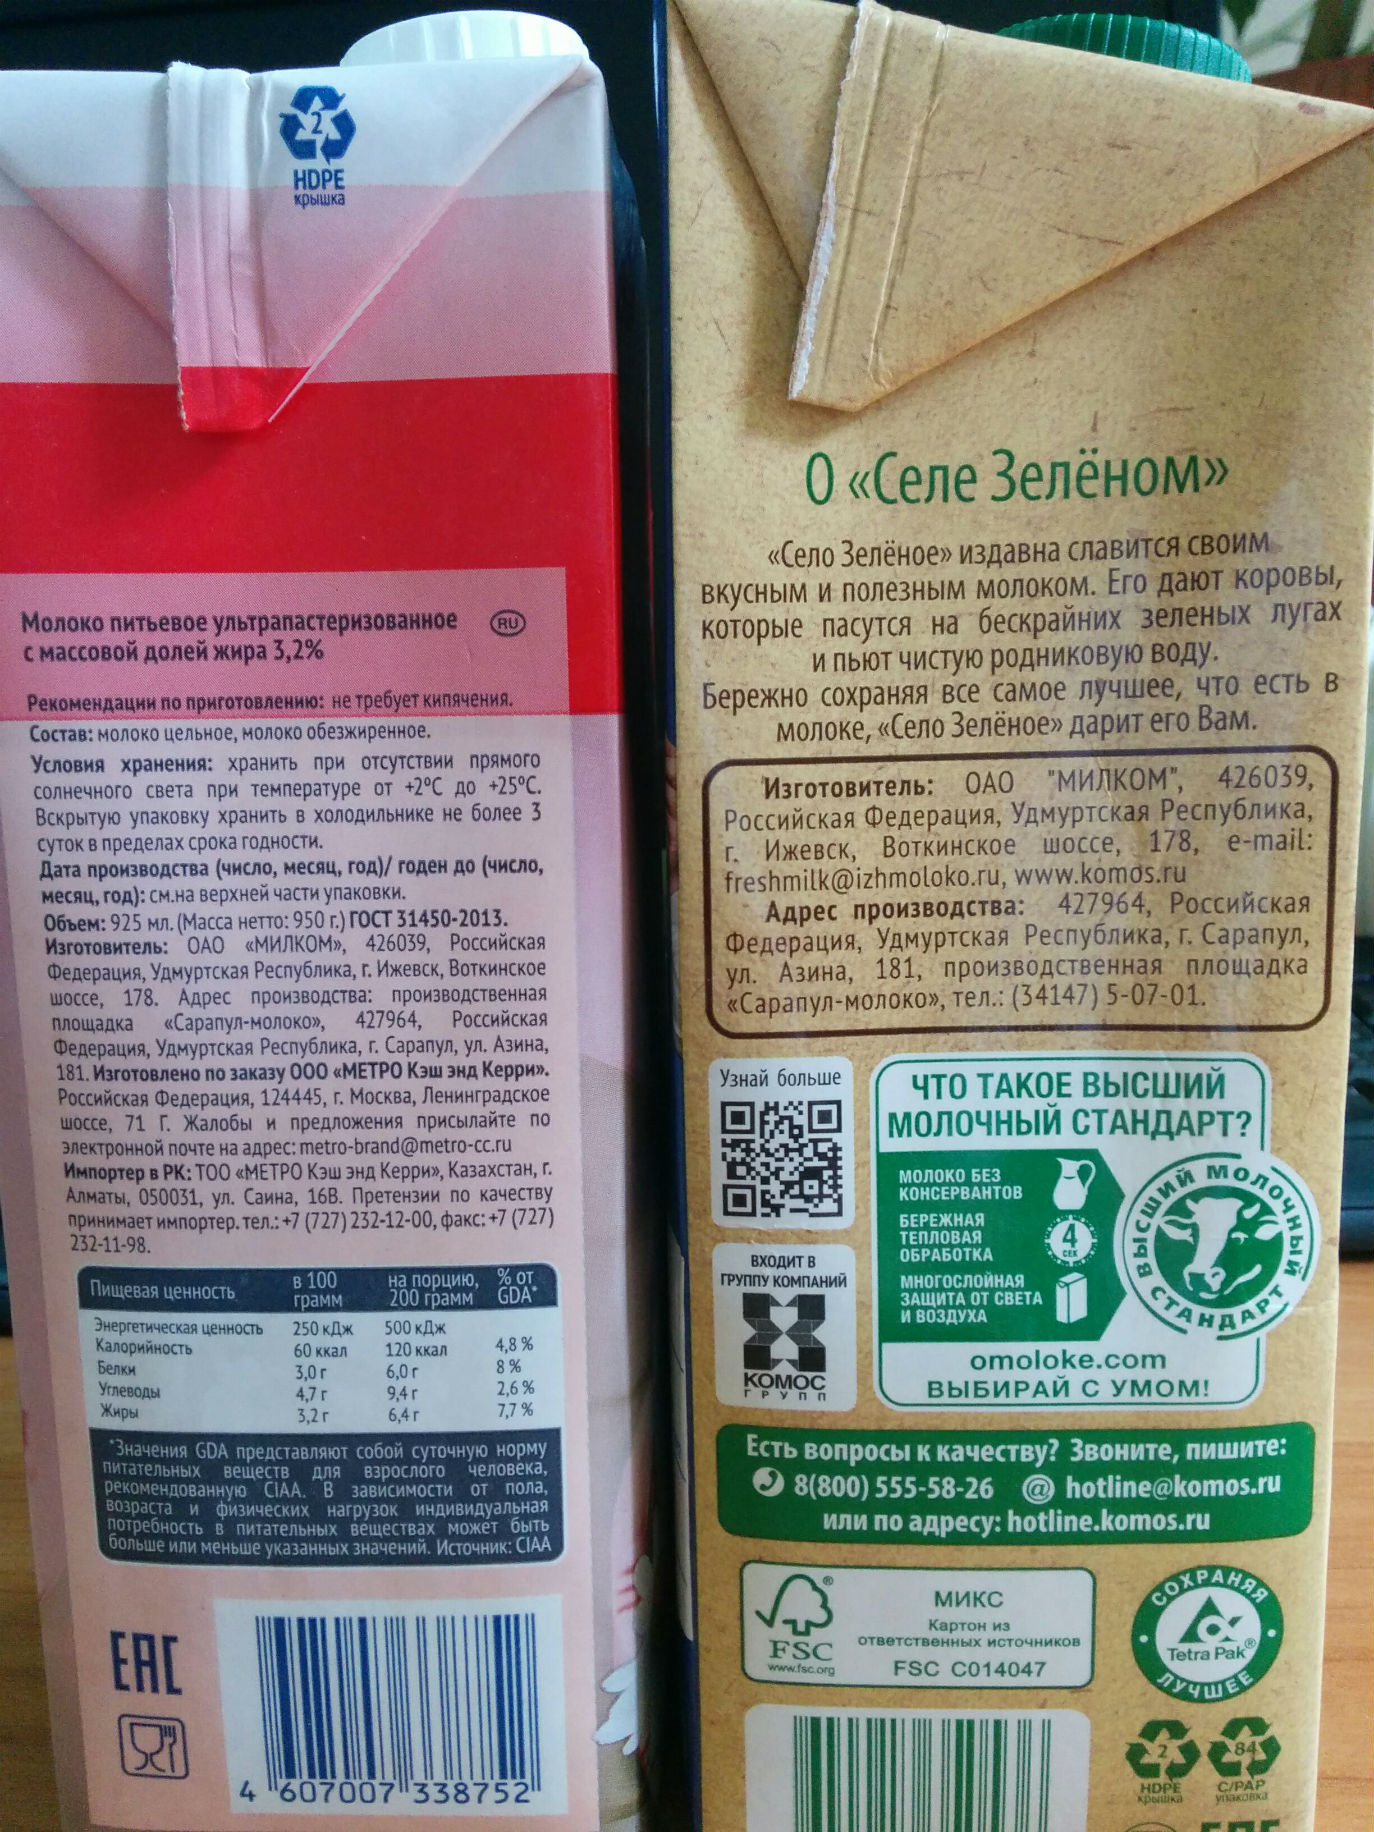 2
HDPE
крышка
Молоко питьевое ультрапастеризованное
с массовой долей жира 3,2%
RU
Рекомендации по приготовлению: не требует кипячения.
Состав: молоко цельное, молоко обезжиренное.
Условия хранения: хранить при отсутствии прямого
солнечного света при температуре от +2°С до +25°С.
Вскрытую упаковку хранить в холодильнике не более 3
суток в пределах срока годности.
Дата производства (число, месяц, год)/ годен до (число,
месяц, год): см.на верхней части упаковки.
Объем: 925 мл. (Масса нетто: 950 г.) ГОСТ 31450-2013.
Изготовитель: ОАО «МИЛКОМ», 426039, Российская
Федерация, Удмуртская Республика, г. Ижевск, Воткинское
шоссе, 178. Адрес производства: производственная
площадка «Сарапул-молоко», 427964, Российская
Федерация, Удмуртская Республика, г. Сарапул, ул. Азина,
181. Изготовлено по заказу ООО «МЕТРО Кэш энд Керри».
Российская Федерация, 124445, г. Москва, Ленинградское
шоссе, 71 Г. Жалобы и предложения присылайте по
электронной почте на адрес: metro-brand@metro-cc.ru
Импортер в РК: ТОО «МЕТРО Кэш энд Керри», Казахстан, г.
Алматы, 050031, ул. Саина, 16В. Претензии по качеству
принимает импортер. тел.: +7 (727) 232-12-00, факс: +7 (727)
232-11-98.
Пищевая ценность в 100 грамм на порцию, 200 грамм % от GDA*
Энергетическая ценность 250 кДж 500 кДж
Калорийность 60 ккал 120 ккал 4,8 %
Белки 3,0 г 6,0 г 8 %
Углеводы 4,7 г 9,4 г 2,6 %
Жиры 3,2 г 6,4 г 7,7 %
*Значения GDA представляют собой суточную норму
питательных веществ для взрослого человека,
рекомендованную CIAA. В зависимости от пола,
возраста и физических нагрузок индивидуальная
потребность в питательных веществах может быть
больше или меньше указанных значений. Источник: CIAA
ЕАС
4 607007 338752
О «Селе Зелёном»
«Село Зелёное» издавна славится своим
вкусным и полезным молоком. Его дают коровы,
которые пасутся на бескрайних зеленых лугах
и пьют чистую родниковую воду.
Бережно сохраняя все самое лучшее, что есть в
молоке, «Село Зелёное» дарит его Вам.
Изготовитель: ОАО "МИЛКОМ", 426039,
Российская Федерация, Удмуртская Республика,
г. Ижевск, Воткинское шоссе, 178, e-mail:
freshmilk@izhmoloko.ru, www.komos.ru
Адрес производства: 427964, Российская
Федерация, Удмуртская Республика, г. Сарапул,
ул. Азина, 181, производственная площадка
«Сарапул-молоко», тел.: (34147) 5-07-01.
Узнай больше
ВХОДИТ В
ГРУППУ КОМПАНИЙ
КОМОС
ГРУПП
ЧТО ТАКОЕ ВЫСШИЙ
МОЛОЧНЫЙ СТАНДАРТ?
МОЛОКО БЕЗ
КОНСЕРВАНТОВ
БЕРЕЖНАЯ
ТЕПЛОВАЯ
ОБРАБОТКА
4
СЕК
МНОГОСЛОЙНАЯ
ЗАЩИТА ОТ СВЕТА
И ВОЗДУХА
ВЫСШИЙ МОЛОЧНЫЙ
СТАНДАРТ
omoloke.com
ВЫБИРАЙ С УМОМ!
Есть вопросы к качеству? Звоните, пишите:
8(800) 555-58-26 @ hotline@komos.ru
или по адресу: hotline.komos.ru
FSC
www.fsc.org
МИКС
Картон из
ответственных источников
FSC C014047
СОХРАНЯЯ
Tetra Pak®
ЛУЧШЕЕ
2
HDPE
крышка
84
C/PAP
упаковка